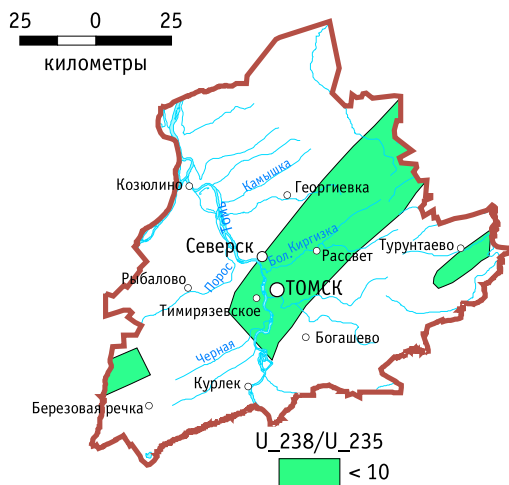 25 0 25
километры
Козюлино
Камышка
Георгиевка
Томь
Северск
Бол. Киргизка
Рассвет
Турунтаево
Рыбалово
Порос
ТОМСК
Тимирязевское
Черная
Богашево
Курлек
Березовая речка
U_238/U_235
< 10